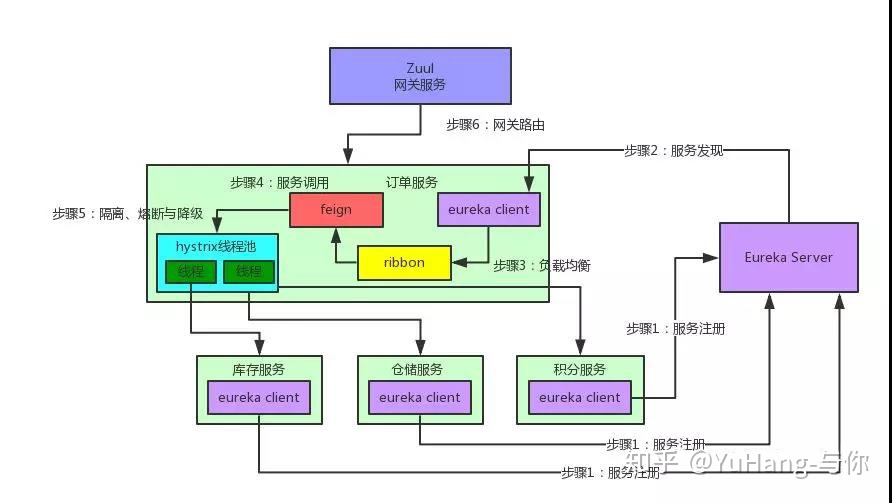 Zuul
网关服务
步骤6：网关路由
步骤2：服务发现
步骤4：服务调用
订单服务
feign
eureka client
步骤5：隔离、熔断与降级
hystrix线程池
线程
线程
ribbon
步骤3：负载均衡
Eureka Server
步骤1：服务注册
库存服务
仓储服务
积分服务
eureka client
eureka client
eureka client
步骤1：服务注册
步骤1：服务注册
知乎 @YuHang-与你